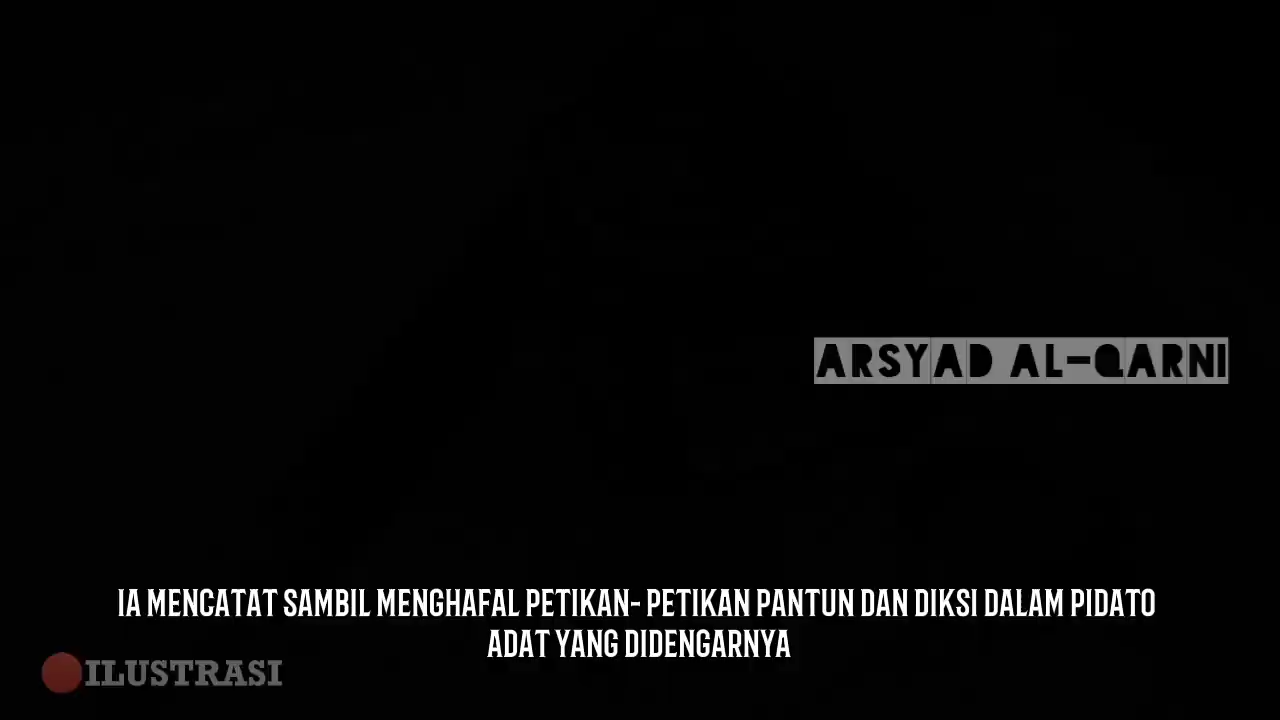 ARSYAD AL-QARNI
IA MENCATAT SAMBIL MENGHAFAL PETIKAN- PETIKAN PANTUN DAN DIKSI DALAM PIDATO
ADAT YANG DIDENGARNYA
ILUSTRASI